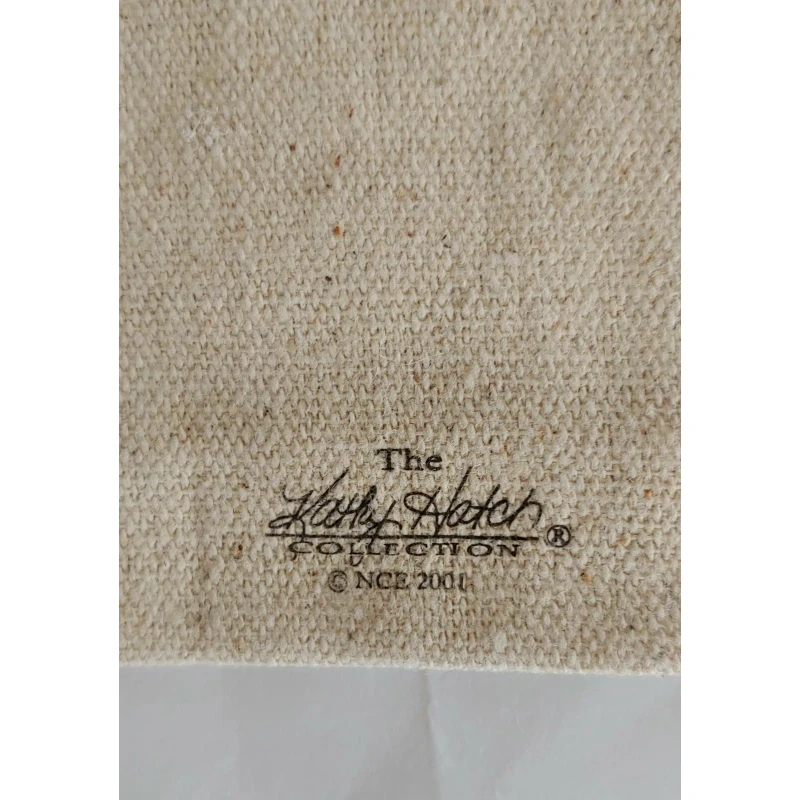 The
Kathy Hatch
COLLECTION ®
© NCE 2001